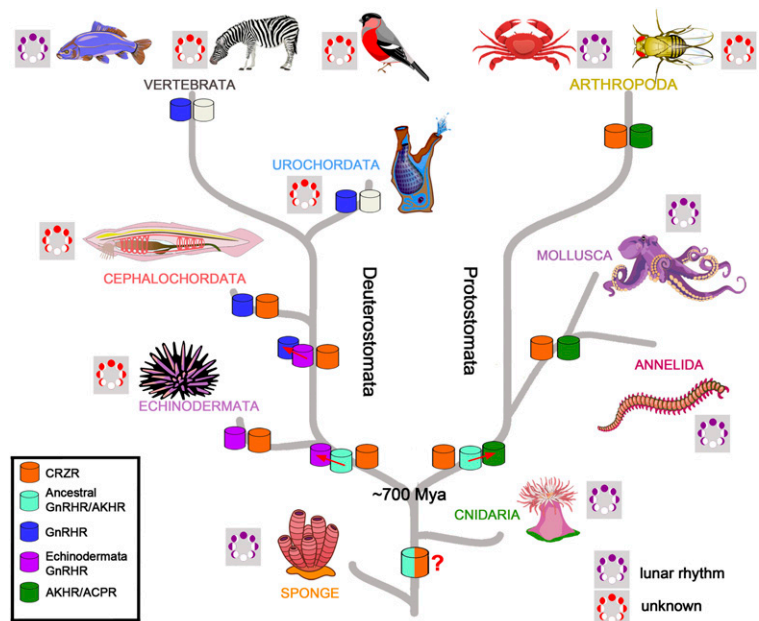 VERTEBRATA
ARTHROPODA
UROCHORDATA
MOLLUSCA
CEPHALOCHORDATA
Deuterostomata
Protostomata
ANNELIDA
ECHINODERMATA
CRZR
Ancestral
GnRHR/AKHR
GnRHR
Echinodermata
GnRHR
AKHR/ACPR
~700 Mya
CNIDARIA
?
SPONGE
lunar rhythm
unknown